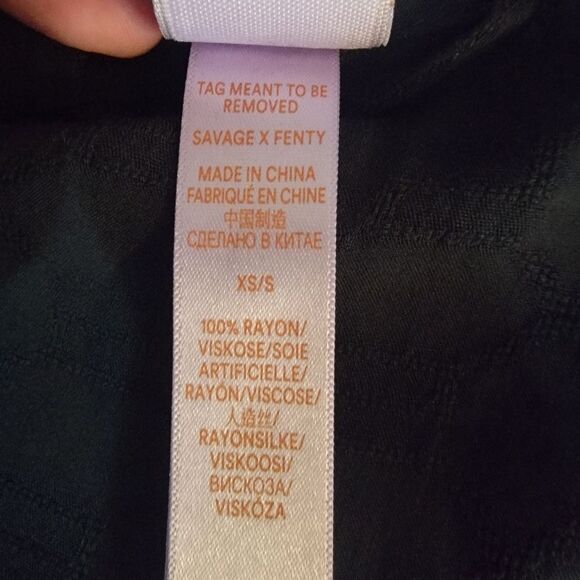 TAG MEANT TO BE
REMOVED
SAVAGE X FENTY
MADE IN CHINA
FABRIQUÉ EN CHINE
中国制造
СДЕЛАНО В КИТАЕ
XS/S
100% RAYON/
VISKOSE/SOIE
ARTIFICIELLE/
RAYÓN/VISCOSE/
人造丝/
RAYONSILKE/
VISKOOSI/
ВИСКОЗА/
VISKÓZA